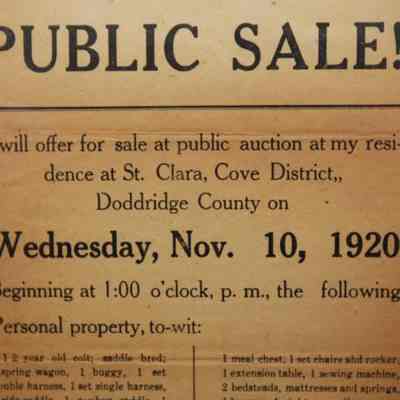 PUBLIC SALE!
will offer for sale at public auction at my resi-
dence at St. Clara, Cove District,,
Doddridge County on
Wednesday, Nov. 10, 1920
Beginning at 1:00 o'clock, p. m., the following
Personal property, to-wit:
1 2 year old colt; saddle bred;
spring wagon, 1 buggy, 1 set
ouble harness, 1 set single harness,
1 meal chest, 1 set chairs and rocker,
1 extension table, 1 sewing machine,
2 bedsteads, mattresses and springs,